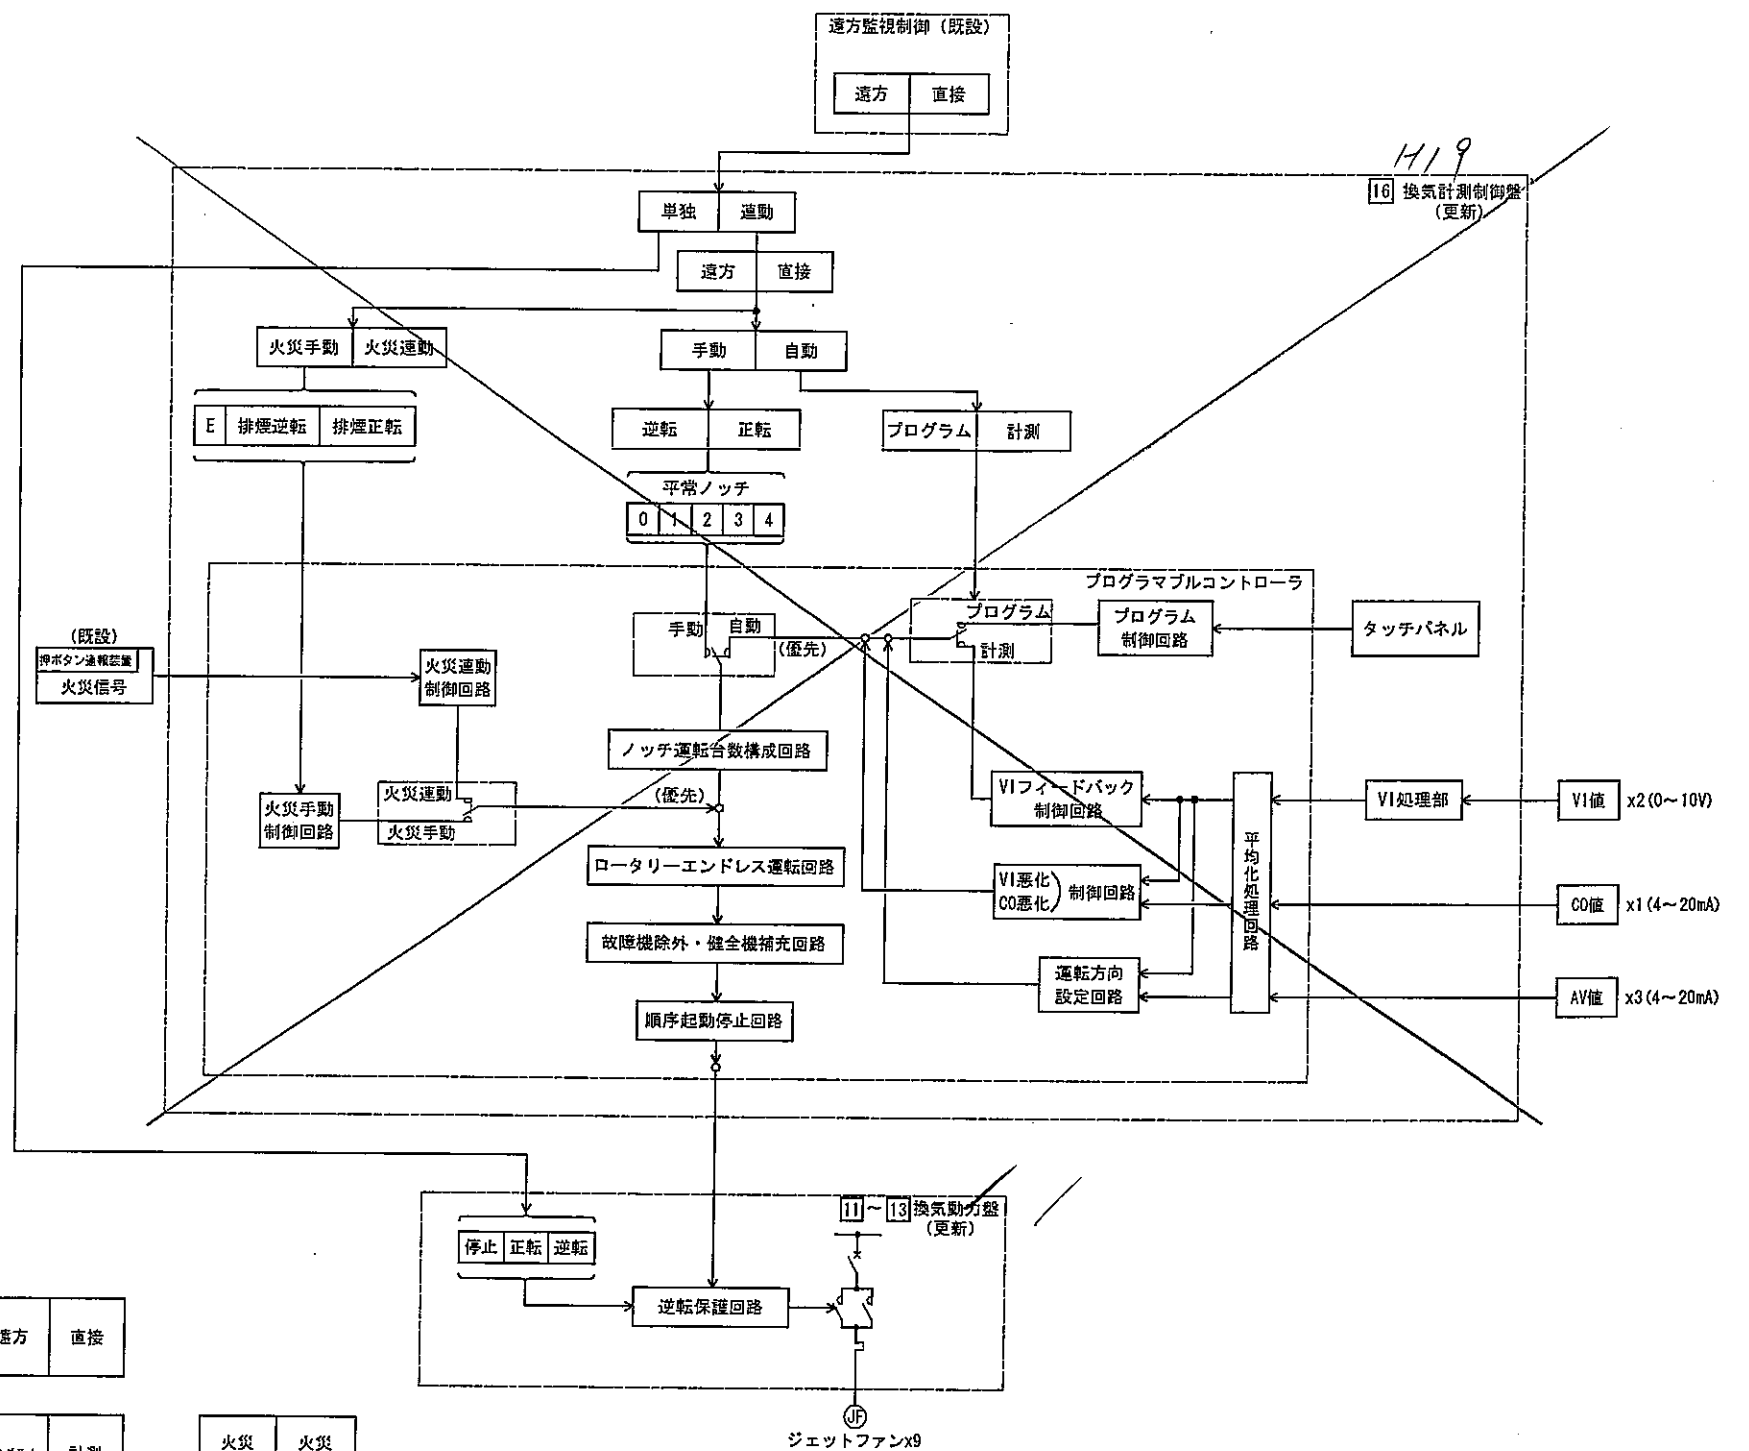 遠方監視制御（既設）
遠方 直接
H19
16 換気計測制御盤
（更新）
単独 連動
遠方 直接
火災手動 火災連動
手動 自動
E 排煙逆転 排煙正転
逆転 正転
プログラム 計測
平常ノッチ
0 1 2 3 4
プログラマブルコントローラ
手動 自動
（優先）
プログラム
計測
プログラム
制御回路
タッチパネル
（既設）
押ボタン通報装置
火災信号
火災連動
制御回路
ノッチ運転台数構成回路
火災手動
制御回路
火災連動
火災手動
（優先）
VIフィードバック
制御回路
平均化処理回路
VI処理部
VI値 x2(0～10V)
ロータリーエンドレス運転回路
VI悪化
CO悪化
) 制御回路
CO値 x1(4～20mA)
故障機除外・健全機補充回路
運転方向
設定回路
AV値 x3(4～20mA)
順序起動停止回路
11～13換気動力盤
（更新）
停止 正転 逆転
逆転保護回路
JF
ジェットファンx9
遠方 直接
計測
火災 火災